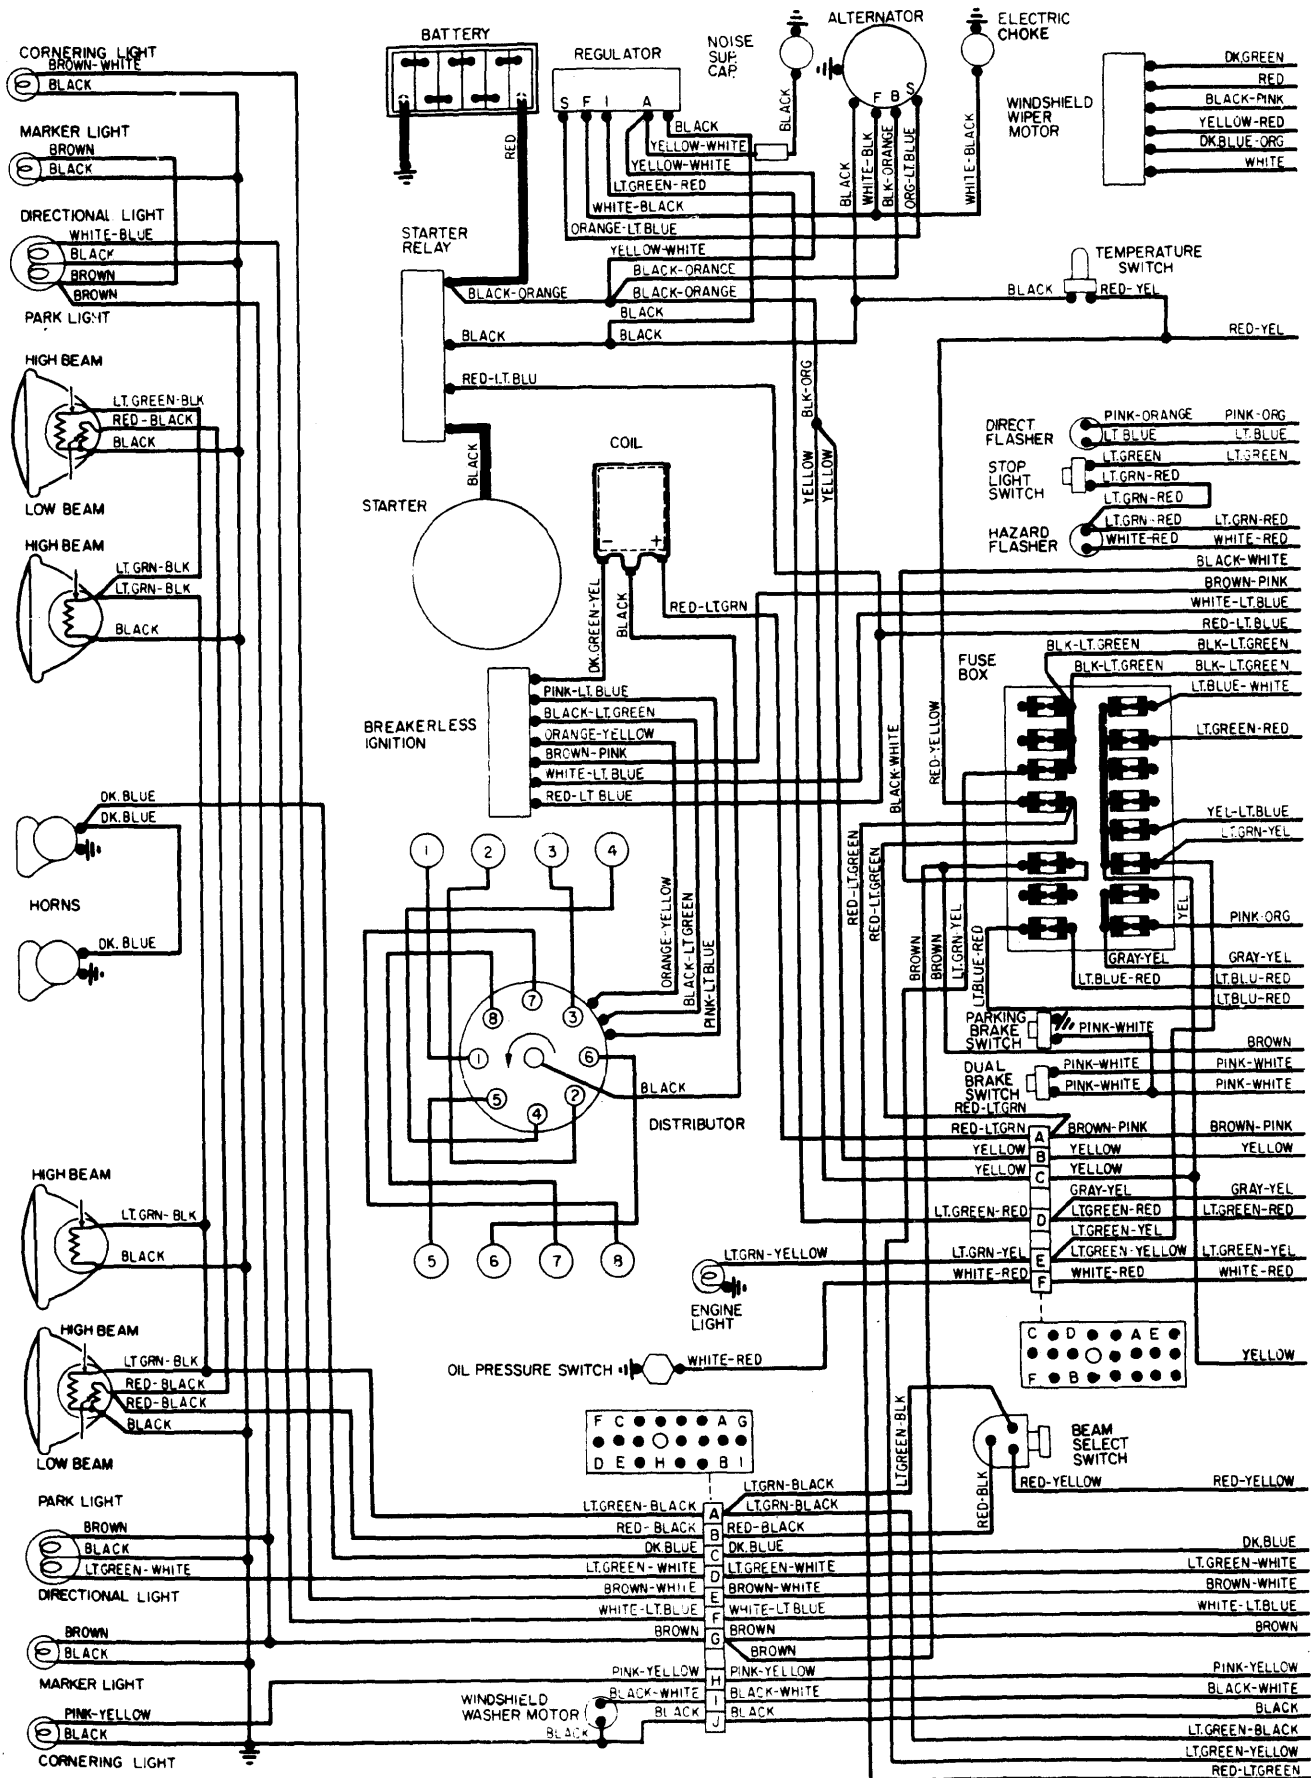 CORNERING LIGHT
BROWN-WHITE
BLACK
MARKER LIGHT
BROWN
BLACK
DIRECTIONAL LIGHT
WHITE-BLUE
BLACK
BROWN
BROWN
PARK LIGHT
HIGH BEAM
LT.GREEN-BLK
RED-BLACK
BLACK
LOW BEAM
HIGH BEAM
LT.GRN-BLK
LT.GRN-BLK
BLACK
DK.BLUE
DK.BLUE
HORNS
DK.BLUE
HIGH BEAM
LT.GRN-BLK
BLACK
HIGH BEAM
LT.GRN-BLK
RED-BLACK
RED-BLACK
BLACK
LOW BEAM
PARK LIGHT
BROWN
BLACK
LT.GREEN-WHITE
DIRECTIONAL LIGHT
BROWN
BLACK
MARKER LIGHT
PINK-YELLOW
BLACK
CORNERING LIGHT
BATTERY
RED
REGULATOR
S F I A
BLACK
YELLOW-WHITE
YELLOW-WHITE
LT.GREEN-RED
WHITE-BLACK
ORANGE-LT.BLUE
YELLOW-WHITE
BLACK-ORANGE
BLACK-ORANGE
BLACK-ORANGE
BLACK
BLACK
BLACK
RED-LT.BLU
STARTER
RELAY
BLACK
STARTER
NOISE
SUP.
CAP.
BLACK
ALTERNATOR
F B S
BLACK
WHITE-BLK
BLK-ORANGE
ORG-LT.BLUE
ELECTRIC
CHOKE
WHITE-BLACK
WINDSHIELD
WIPER
MOTOR
DK.GREEN
RED
BLACK-PINK
YELLOW-RED
DK.BLUE-ORG
WHITE
TEMPERATURE
SWITCH
BLACK
RED-YEL
RED-YEL
BLK-ORG
YELLOW
YELLOW
COIL
- +
DK.GREEN-YEL
BLACK
RED-LT.GRN
BREAKERLESS
IGNITION
PINK-LT.BLUE
BLACK-LT.GREEN
ORANGE-YELLOW
BROWN-PINK
WHITE-LT.BLUE
RED-LT BLUE
1 2 3 4
ORANGE-YELLOW
BLACK-LT GREEN
PINK-LT.BLUE
7
8 3
1 6
5 2
4
BLACK
DISTRIBUTOR
5 6 7 8
DIRECT
FLASHER
PINK-ORANGE PINK-ORG
LT BLUE LT.BLUE
STOP
LIGHT
SWITCH
LT.GREEN LT.GREEN
LT.GRN-RED
LT.GRN-RED
HAZARD
FLASHER
LT.GRN-RED LT.GRN-RED
WHITE-RED WHITE-RED
BLACK-WHITE
BROWN-PINK
WHITE-LT.BLUE
RED-LT.BLUE
BLK-LT.GREEN BLK-LT.GREEN
BLK-LT.GREEN BLK-LT.GREEN
FUSE
BOX
LT.BLUE-WHITE
LT.GREEN-RED
YEL-LT.BLUE
LT.GRN-YEL
PINK-ORG
YEL
BLACK-WHITE
RED-YELLOW
RED-LT.GREEN
RED-LT.GREEN
BROWN
BROWN
LT.GRN-YEL
LT.BLUE-RED
GRAY-YEL GRAY-YEL
LT.BLUE-RED LT.BLU-RED
LT.BLU-RED
PARKING
BRAKE
SWITCH
PINK-WHITE
BROWN
DUAL
BRAKE
SWITCH
PINK-WHITE PINK-WHITE
PINK-WHITE PINK-WHITE
RED-LT.GRN
RED-LT.GRN A BROWN-PINK BROWN-PINK
YELLOW B YELLOW YELLOW
YELLOW C YELLOW
GRAY-YEL GRAY-YEL
LT.GREEN-RED D LT.GREEN-RED LT.GREEN-RED
LT.GREEN-YEL
LT.GRN-YELLOW LT.GRN-YEL E LT.GREEN-YELLOW LT.GREEN-YEL
WHITE-RED F WHITE-RED WHITE-RED
ENGINE
LIGHT
C D A E
F B
YELLOW
OIL PRESSURE SWITCH
WHITE-RED
F C A G
D E H B I
LT.GREEN-BLK
BEAM
SELECT
SWITCH
RED-BLK
RED-YELLOW RED-YELLOW
LT.GRN-BLACK
LT.GREEN-BLACK A LT.GRN-BLACK
RED-BLACK B RED-BLACK
DK.BLUE C DK.BLUE DK.BLUE
LT.GREEN-WHITE D LT.GREEN-WHITE LT.GREEN-WHITE
BROWN-WHITE E BROWN-WHITE BROWN-WHITE
WHITE-LT.BLUE F WHITE-LT BLUE WHITE-LT.BLUE
BROWN G BROWN BROWN
BROWN
PINK-YELLOW H PINK-YELLOW PINK-YELLOW
WINDSHIELD
WASHER MOTOR
BLACK-WHITE I BLACK-WHITE BLACK-WHITE
BLACK J BLACK BLACK
BLACK
LT.GREEN-BLACK
LT.GREEN-YELLOW
RED-LT.GREEN